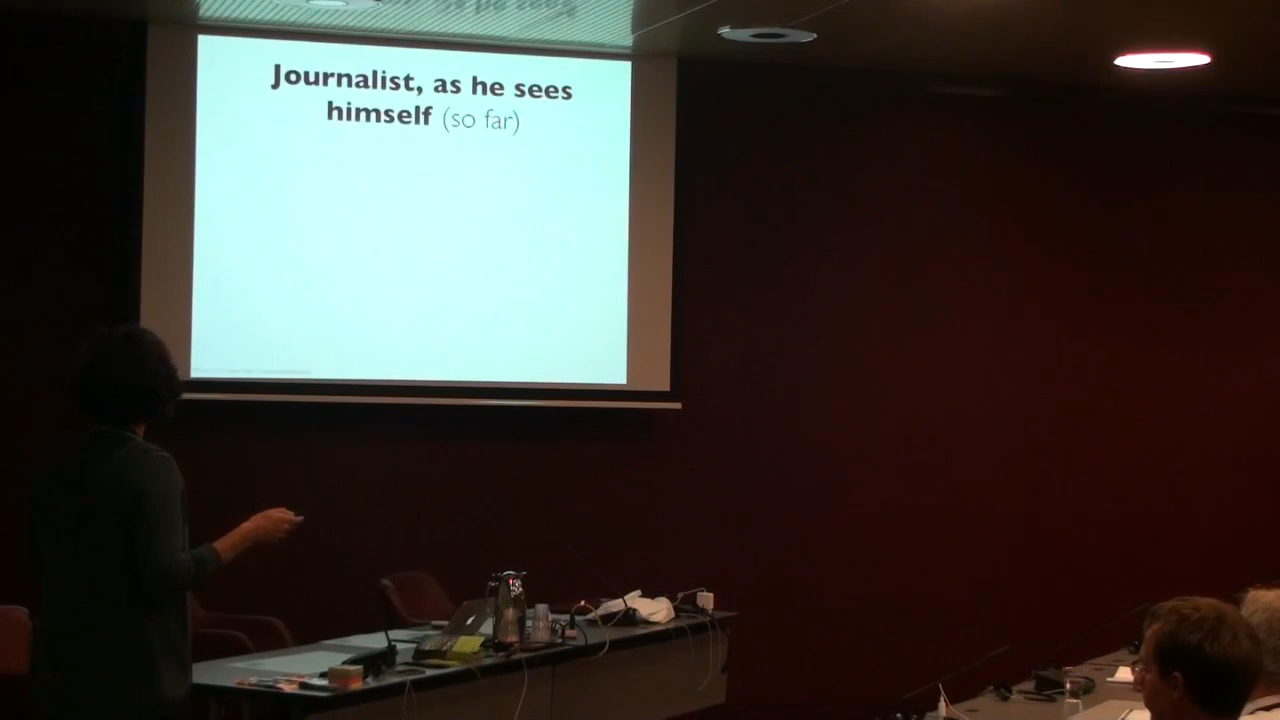 Journalist, as he sees
himself (so far)